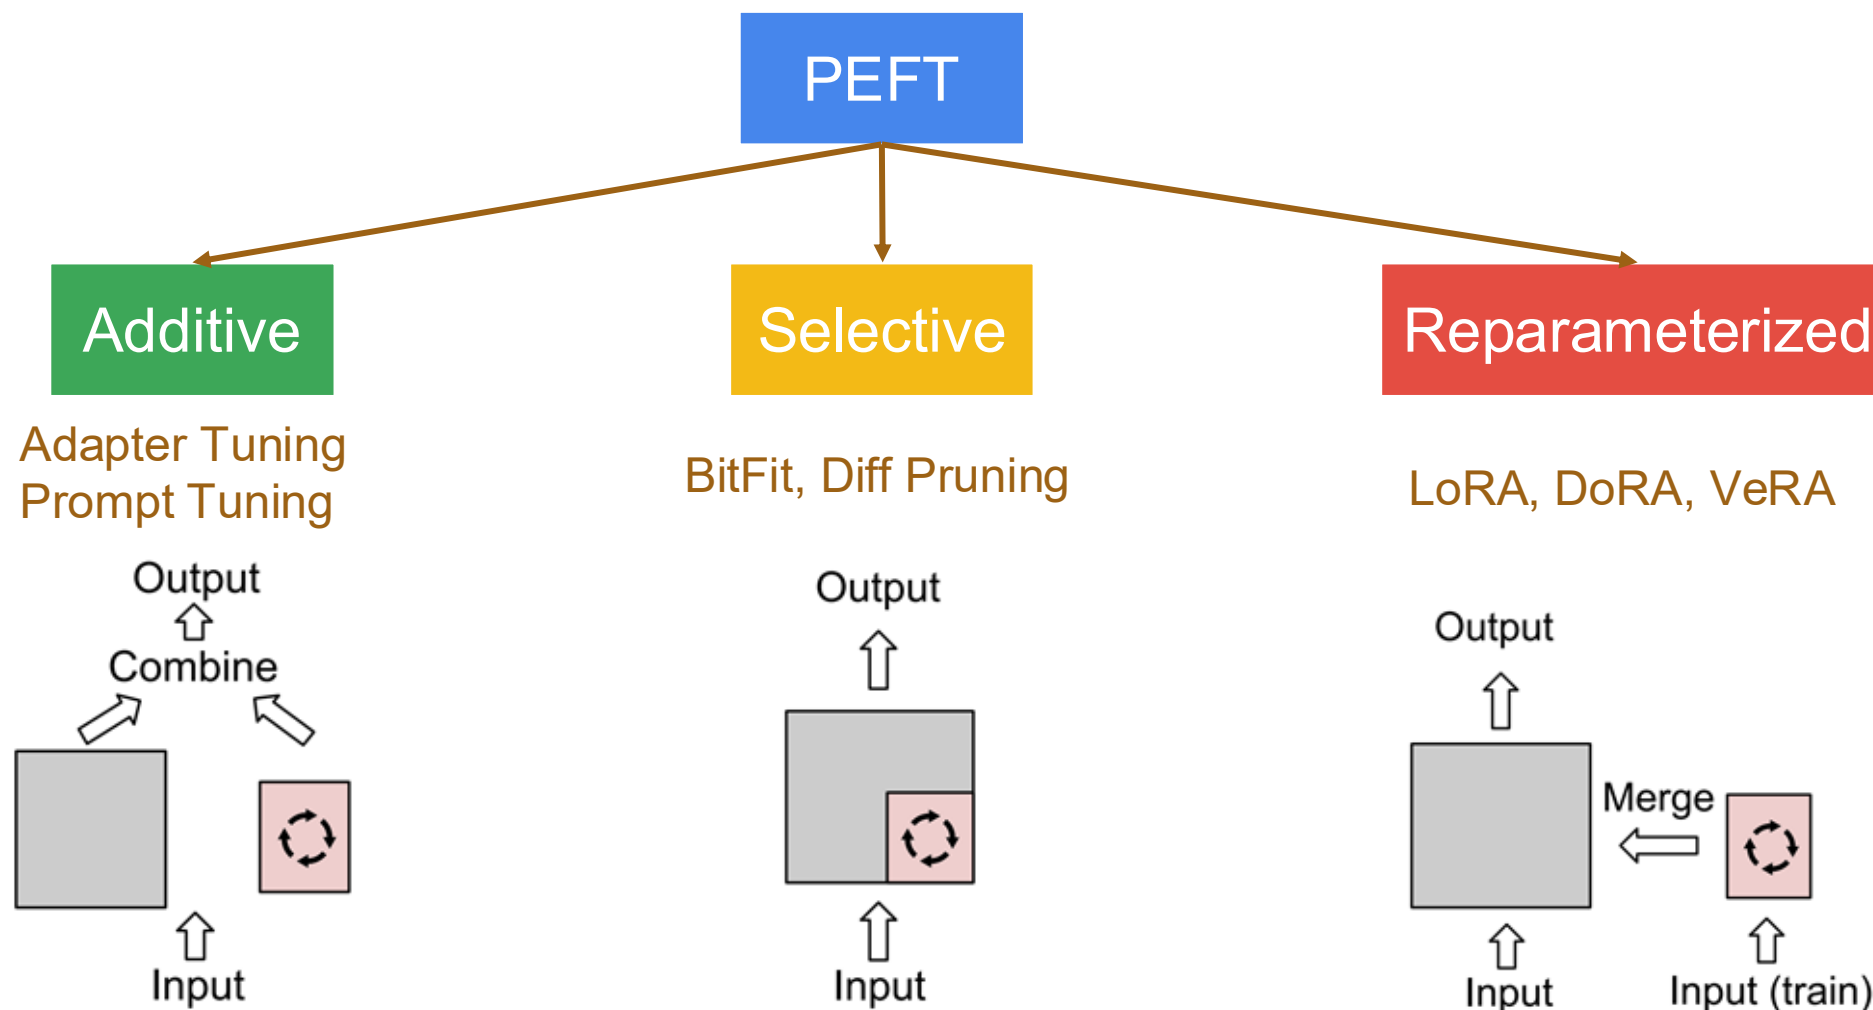 PEFT
Additive
Selective
Reparameterized
Adapter Tuning
Prompt Tuning
BitFit, Diff Pruning
LoRA, DoRA, VeRA
Output
Combine
Input
Output
Input
Output
Merge
Input
Input (train)